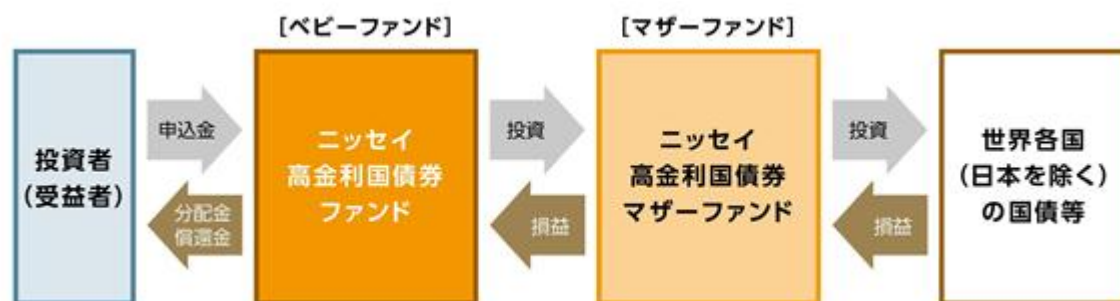 [ベビーファンド]
[マザーファンド]
投資者
(受益者)
申込金
分配金
償還金
ニッセイ
高金利国債券
ファンド
投資
損益
ニッセイ
高金利国債券
マザーファンド
投資
損益
世界各国
(日本を除く)
の国債等